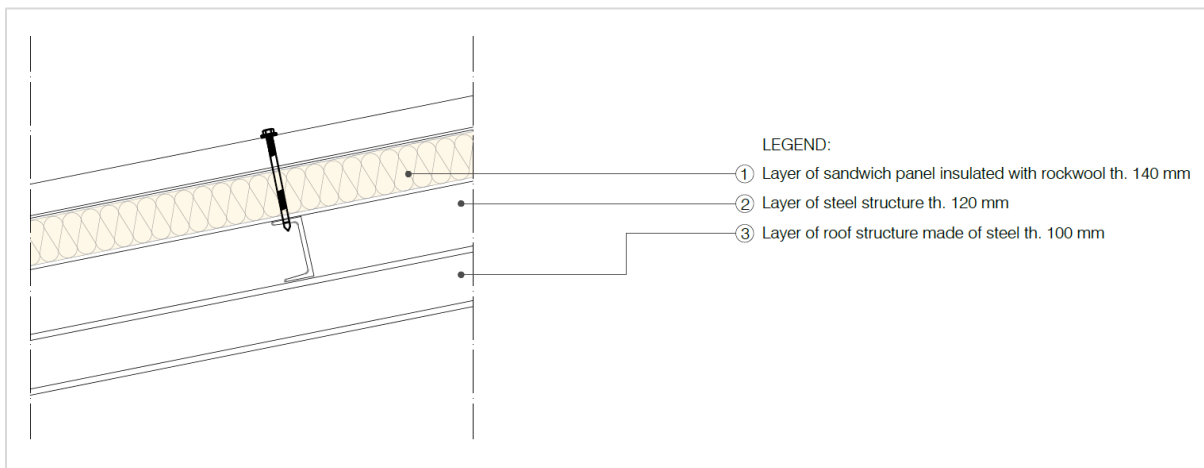 LEGEND:
1 Layer of sandwich panel insulated with rockwool th. 140 mm
2 Layer of steel structure th. 120 mm
3 Layer of roof structure made of steel th. 100 mm